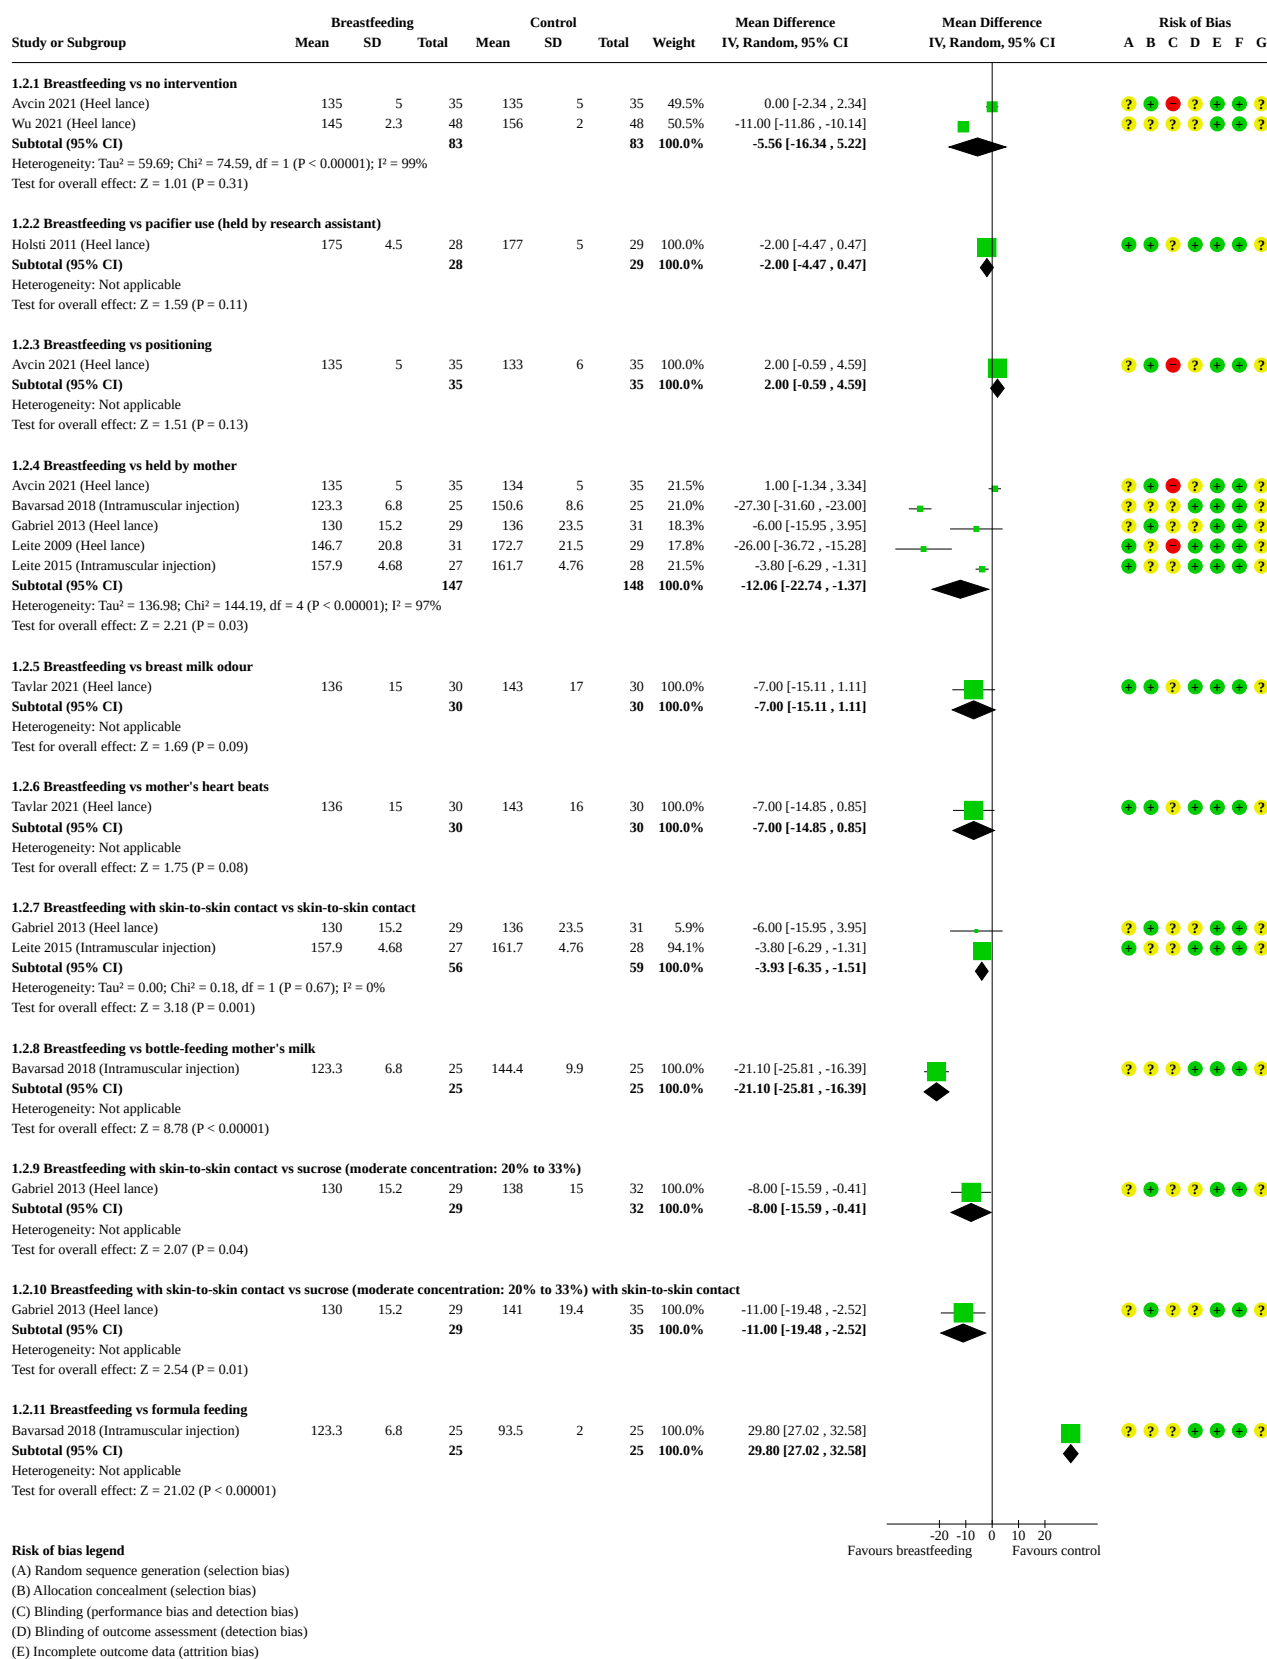 Breastfeeding Control Mean Difference Mean Difference Risk of Bias
Study or Subgroup Mean SD Total Mean SD Total Weight IV, Random, 95% CI IV, Random, 95% CI A B C D E F G
1.2.1 Breastfeeding vs no intervention
Avcin 2021 (Heel lance) 135 5 35 135 5 35 49.5% 0.00 [-2.34 , 2.34] ? + − ? + + ?
Wu 2021 (Heel lance) 145 2.3 48 156 2 48 50.5% -11.00 [-11.86 , -10.14] ? ? ? ? + + ?
Subtotal (95% CI) 83 83 100.0% -5.56 [-16.34 , 5.22]
Heterogeneity: Tau² = 59.69; Chi² = 74.59, df = 1 (P < 0.00001); I² = 99%
Test for overall effect: Z = 1.01 (P = 0.31)
1.2.2 Breastfeeding vs pacifier use (held by research assistant)
Holsti 2011 (Heel lance) 175 4.5 28 177 5 29 100.0% -2.00 [-4.47 , 0.47] + + ? + + + ?
Subtotal (95% CI) 28 29 100.0% -2.00 [-4.47 , 0.47]
Heterogeneity: Not applicable
Test for overall effect: Z = 1.59 (P = 0.11)
1.2.3 Breastfeeding vs positioning
Avcin 2021 (Heel lance) 135 5 35 133 6 35 100.0% 2.00 [-0.59 , 4.59] ? + − ? + + ?
Subtotal (95% CI) 35 35 100.0% 2.00 [-0.59 , 4.59]
Heterogeneity: Not applicable
Test for overall effect: Z = 1.51 (P = 0.13)
1.2.4 Breastfeeding vs held by mother
Avcin 2021 (Heel lance) 135 5 35 134 5 35 21.5% 1.00 [-1.34 , 3.34] ? + − ? + + ?
Bavarsad 2018 (Intramuscular injection) 123.3 6.8 25 150.6 8.6 25 21.0% -27.30 [-31.60 , -23.00] ? ? ? + + + ?
Gabriel 2013 (Heel lance) 130 15.2 29 136 23.5 31 18.3% -6.00 [-15.95 , 3.95] ? + ? ? + + ?
Leite 2009 (Heel lance) 146.7 20.8 31 172.7 21.5 29 17.8% -26.00 [-36.72 , -15.28] + ? − + + + ?
Leite 2015 (Intramuscular injection) 157.9 4.68 27 161.7 4.76 28 21.5% -3.80 [-6.29 , -1.31] + ? ? + + + ?
Subtotal (95% CI) 147 148 100.0% -12.06 [-22.74 , -1.37]
Heterogeneity: Tau² = 136.98; Chi² = 144.19, df = 4 (P < 0.00001); I² = 97%
Test for overall effect: Z = 2.21 (P = 0.03)
1.2.5 Breastfeeding vs breast milk odour
Tavlar 2021 (Heel lance) 136 15 30 143 17 30 100.0% -7.00 [-15.11 , 1.11] + + ? + + + ?
Subtotal (95% CI) 30 30 100.0% -7.00 [-15.11 , 1.11]
Heterogeneity: Not applicable
Test for overall effect: Z = 1.69 (P = 0.09)
1.2.6 Breastfeeding vs mother's heart beats
Tavlar 2021 (Heel lance) 136 15 30 143 16 30 100.0% -7.00 [-14.85 , 0.85] + + ? + + + ?
Subtotal (95% CI) 30 30 100.0% -7.00 [-14.85 , 0.85]
Heterogeneity: Not applicable
Test for overall effect: Z = 1.75 (P = 0.08)
1.2.7 Breastfeeding with skin-to-skin contact vs skin-to-skin contact
Gabriel 2013 (Heel lance) 130 15.2 29 136 23.5 31 5.9% -6.00 [-15.95 , 3.95] ? + ? ? + + ?
Leite 2015 (Intramuscular injection) 157.9 4.68 27 161.7 4.76 28 94.1% -3.80 [-6.29 , -1.31] + ? ? + + + ?
Subtotal (95% CI) 56 59 100.0% -3.93 [-6.35 , -1.51]
Heterogeneity: Tau² = 0.00; Chi² = 0.18, df = 1 (P = 0.67); I² = 0%
Test for overall effect: Z = 3.18 (P = 0.001)
1.2.8 Breastfeeding vs bottle-feeding mother's milk
Bavarsad 2018 (Intramuscular injection) 123.3 6.8 25 144.4 9.9 25 100.0% -21.10 [-25.81 , -16.39] ? ? ? + + + ?
Subtotal (95% CI) 25 25 100.0% -21.10 [-25.81 , -16.39]
Heterogeneity: Not applicable
Test for overall effect: Z = 8.78 (P < 0.00001)
1.2.9 Breastfeeding with skin-to-skin contact vs sucrose (moderate concentration: 20% to 33%)
Gabriel 2013 (Heel lance) 130 15.2 29 138 15 32 100.0% -8.00 [-15.59 , -0.41] ? + ? ? + + ?
Subtotal (95% CI) 29 32 100.0% -8.00 [-15.59 , -0.41]
Heterogeneity: Not applicable
Test for overall effect: Z = 2.07 (P = 0.04)
1.2.10 Breastfeeding with skin-to-skin contact vs sucrose (moderate concentration: 20% to 33%) with skin-to-skin contact
Gabriel 2013 (Heel lance) 130 15.2 29 141 19.4 35 100.0% -11.00 [-19.48 , -2.52] ? + ? ? + + ?
Subtotal (95% CI) 29 35 100.0% -11.00 [-19.48 , -2.52]
Heterogeneity: Not applicable
Test for overall effect: Z = 2.54 (P = 0.01)
1.2.11 Breastfeeding vs formula feeding
Bavarsad 2018 (Intramuscular injection) 123.3 6.8 25 93.5 2 25 100.0% 29.80 [27.02 , 32.58] ? ? ? + + + ?
Subtotal (95% CI) 25 25 100.0% 29.80 [27.02 , 32.58]
Heterogeneity: Not applicable
Test for overall effect: Z = 21.02 (P < 0.00001)
-20 -10 0 10 20
Favours breastfeeding Favours control
Risk of bias legend
(A) Random sequence generation (selection bias)
(B) Allocation concealment (selection bias)
(C) Blinding (performance bias and detection bias)
(D) Blinding of outcome assessment (detection bias)
(E) Incomplete outcome data (attrition bias)